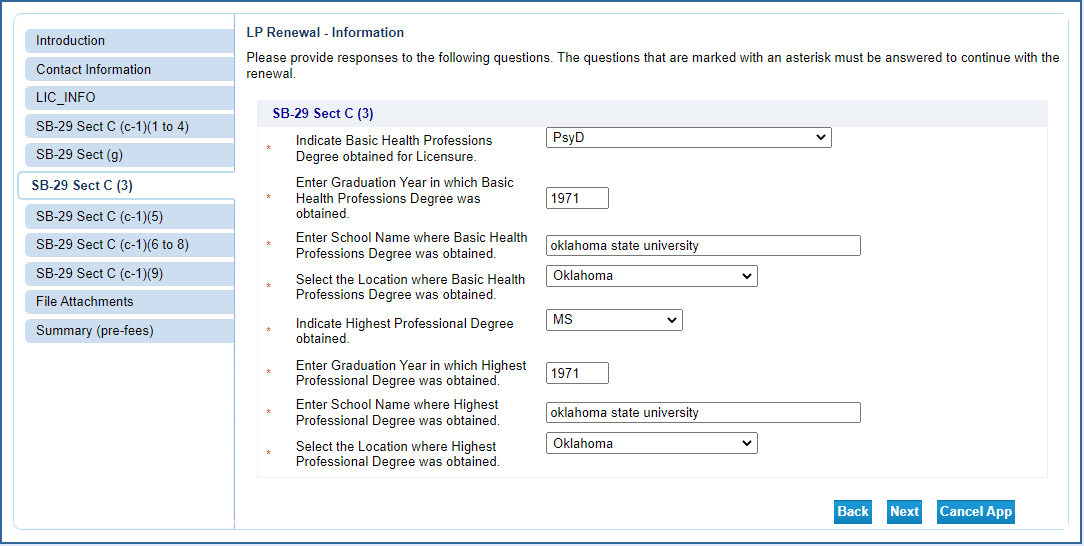 Introduction
Contact Information
LIC_INFO
SB-29 Sect C (c-1)(1 to 4)
SB-29 Sect (g)
SB-29 Sect C (3)
SB-29 Sect C (c-1)(5)
SB-29 Sect C (c-1)(6 to 8)
SB-29 Sect C (c-1)(9)
File Attachments
Summary (pre-fees)
LP Renewal - Information
Please provide responses to the following questions. The questions that are marked with an asterisk must be answered to continue with the
renewal.
SB-29 Sect C (3)
* Indicate Basic Health Professions
Degree obtained for Licensure.
PsyD
* Enter Graduation Year in which Basic
Health Professions Degree was
obtained.
1971
* Enter School Name where Basic Health
Professions Degree was obtained.
oklahoma state university
* Select the Location where Basic Health
Professions Degree was obtained.
Oklahoma
* Indicate Highest Professional Degree
obtained.
MS
* Enter Graduation Year in which Highest
Professional Degree was obtained.
1971
* Enter School Name where Highest
Professional Degree was obtained.
oklahoma state university
* Select the Location where Highest
Professional Degree was obtained.
Oklahoma
Back Next Cancel App